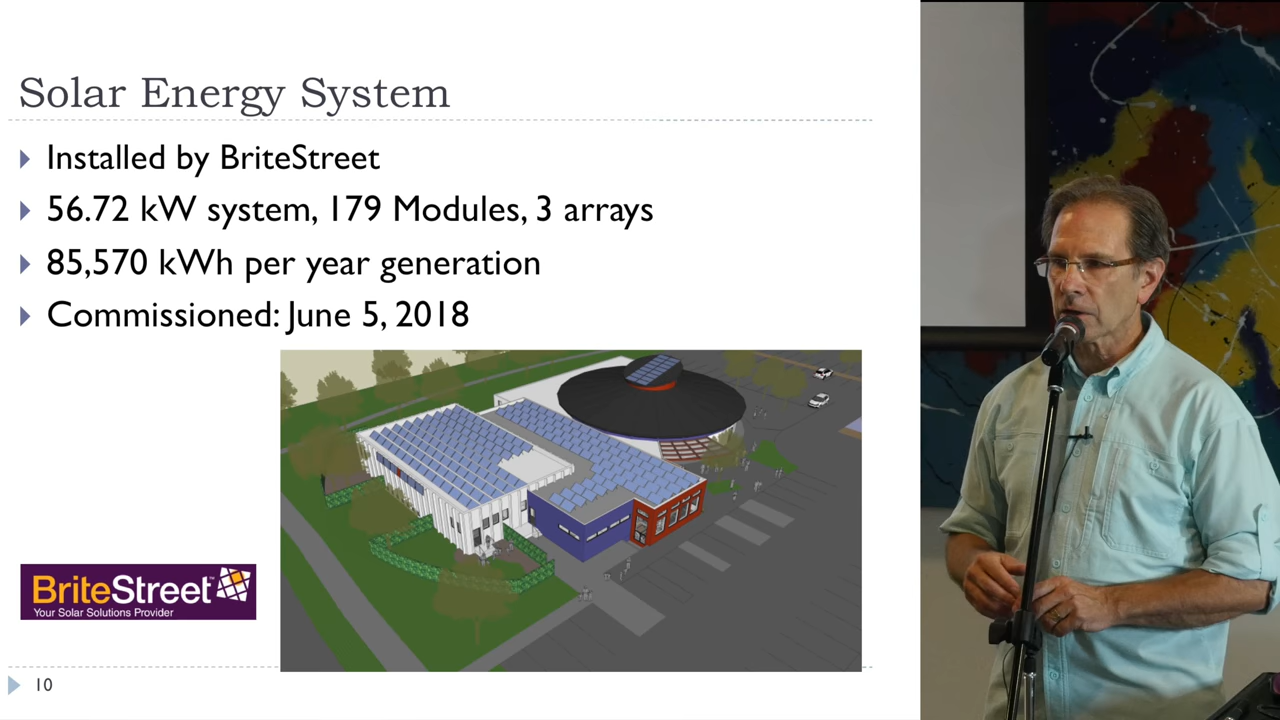 Solar Energy System
Installed by BriteStreet
56.72 kW system, 179 Modules, 3 arrays
85,570 kWh per year generation
Commissioned: June 5, 2018
BriteStreet
Your Solar Solutions Provider
10